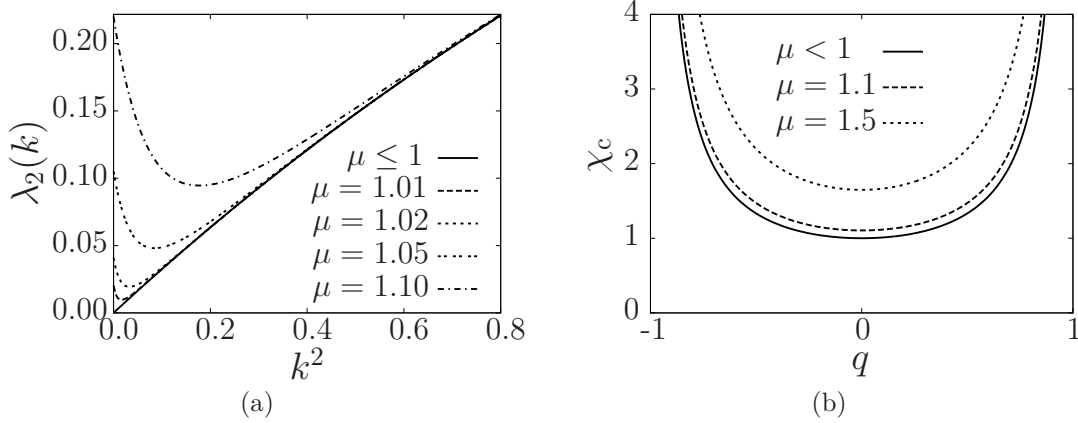 λ₂(k)
0.20
0.15
0.10
0.05
0.00
0.0 0.2 0.4 0.6 0.8
k²
μ ≤ 1
μ = 1.01
μ = 1.02
μ = 1.05
μ = 1.10
(a)
χc
4
3
2
1
0
-1 0 1
q
μ < 1
μ = 1.1
μ = 1.5
(b)